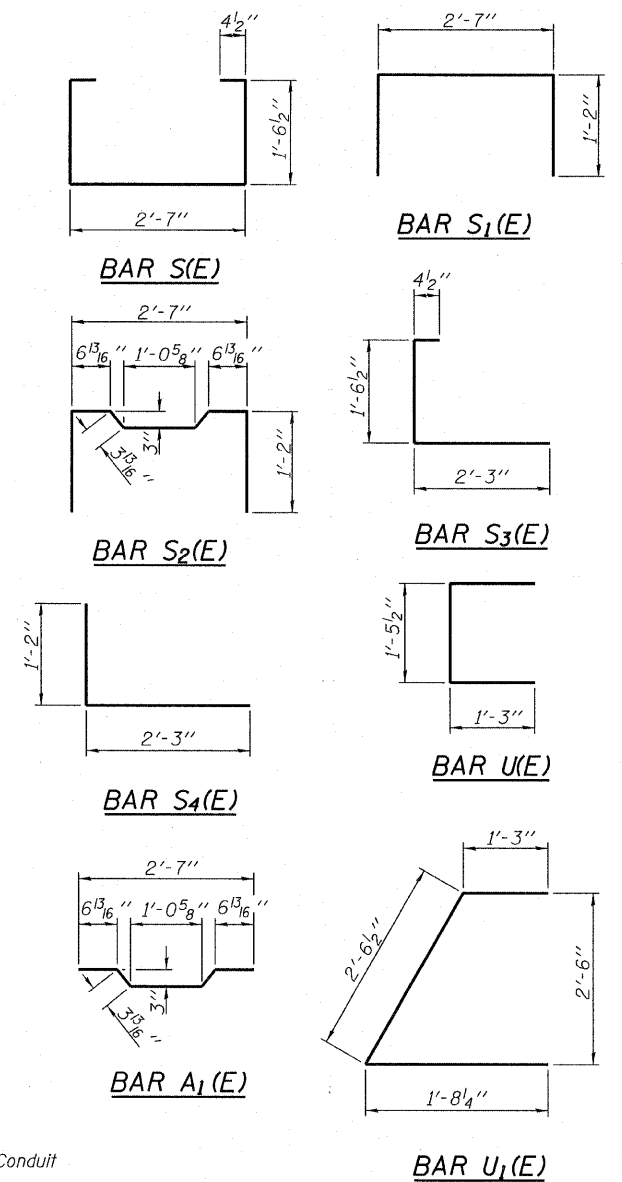 4½"
1'-6½"
2'-7"
BAR S(E)
2'-7"
1'-2"
BAR S1(E)
2'-7"
6 13/16" 1'-0 5/8" 6 13/16"
3"
3 13/16"
1'-2"
BAR S2(E)
4½"
1'-6½"
2'-3"
BAR S3(E)
1'-2"
2'-3"
BAR S4(E)
1'-5½"
1'-3"
BAR U(E)
2'-7"
6 13/16" 1'-0 5/8" 6 13/16"
3"
3 13/16"
BAR A1(E)
1'-3"
2'-6½"
2'-6"
1'-8¼"
BAR U1(E)
Conduit